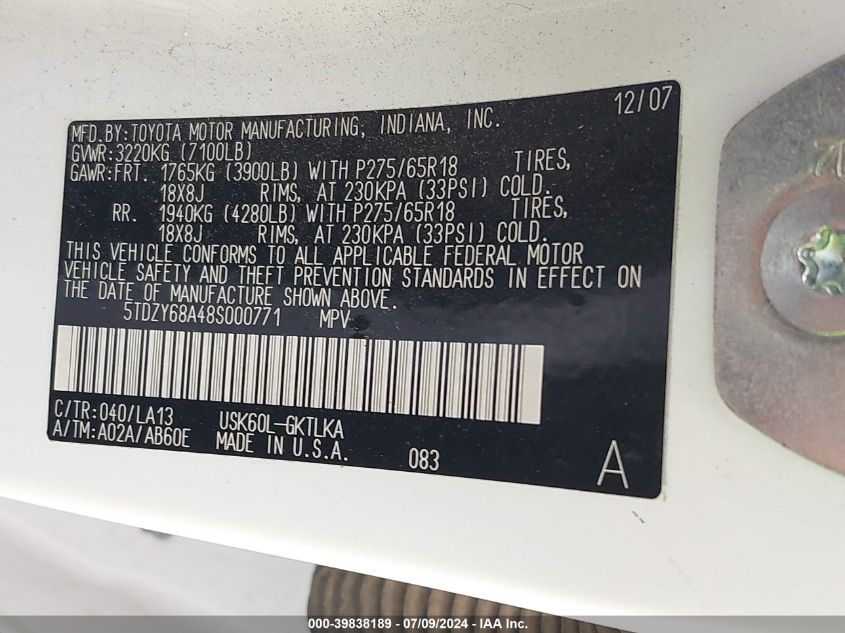 12/07
MFD.BY:TOYOTA MOTOR MANUFACTURING, INDIANA, INC.
GVWR:3220KG (7100LB)
GAWR:FRT. 1765KG (3900LB) WITH P275/65R18 TIRES,
18X8J RIMS, AT 230KPA (33PSI) COLD.
RR. 1940KG (4280LB) WITH P275/65R18 TIRES,
18X8J RIMS, AT 230KPA (33PSI) COLD.
THIS VEHICLE CONFORMS TO ALL APPLICABLE FEDERAL MOTOR
VEHICLE SAFETY AND THEFT PREVENTION STANDARDS IN EFFECT ON
THE DATE OF MANUFACTURE SHOWN ABOVE.
5TDZY68A48S000771 MPV
C/TR:040/LA13 USK60L-GKTLKA
A/TM:A02A/AB60E MADE IN U.S.A. 083 A
000-39838189 - 07/09/2024 - IAA Inc.